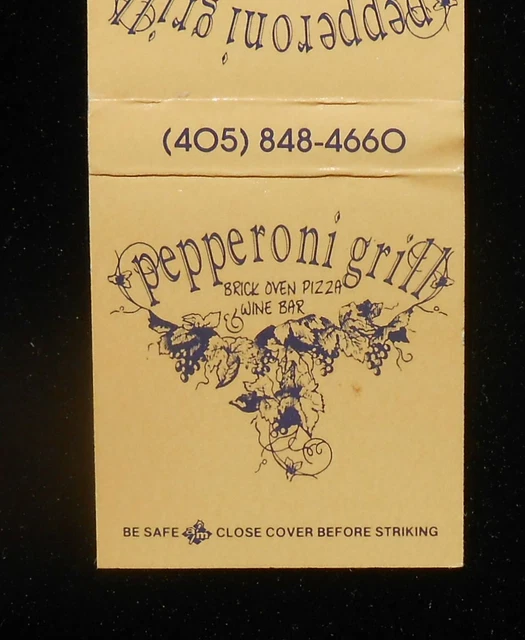 pepperoni grill
(405) 848-4660
pepperoni grill
BRICK OVEN PIZZA
WINE BAR
BE SAFE CLOSE COVER BEFORE STRIKING